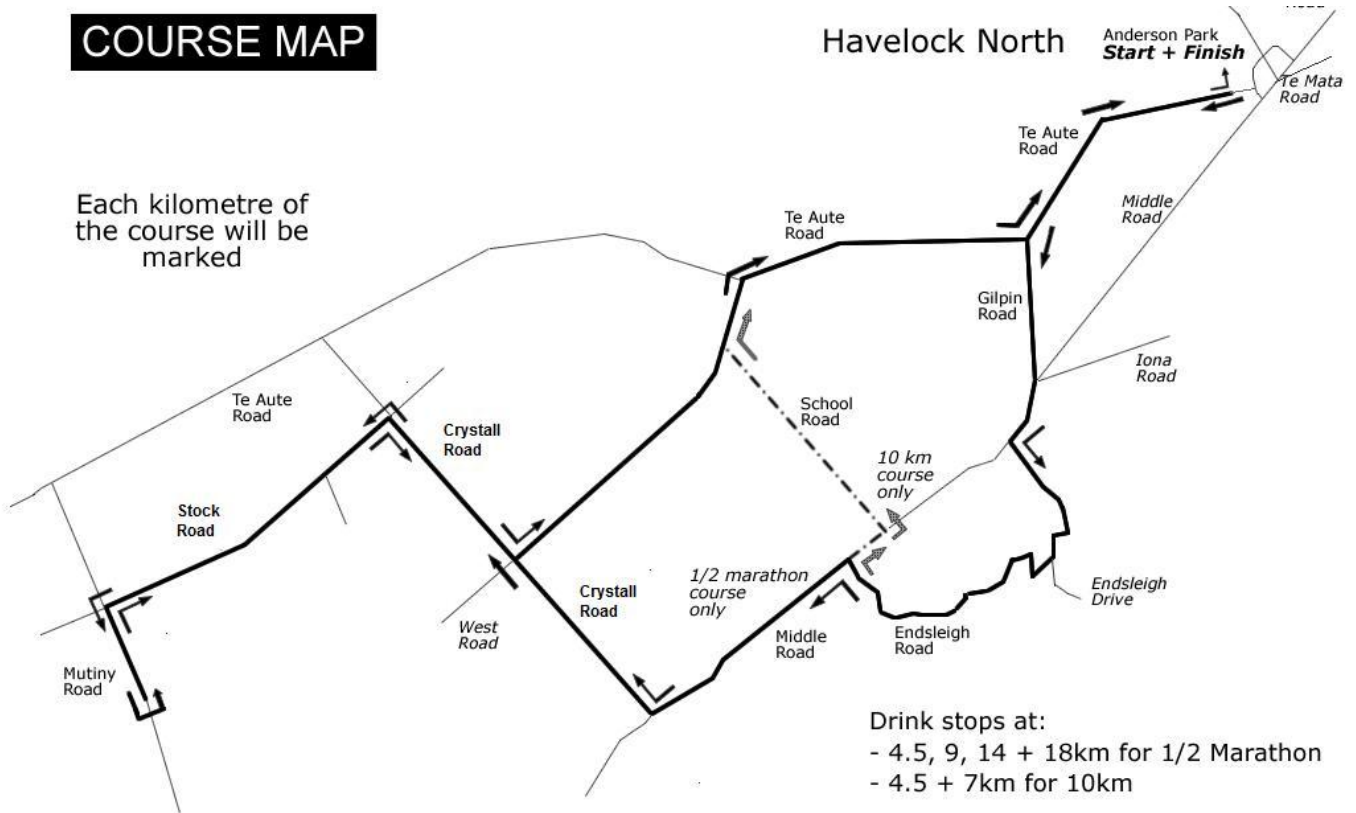 COURSE MAP
Havelock North
Anderson Park
Start + Finish
Te Mata
Road
Te Aute
Road
Each kilometre of
the course will be
marked
Middle
Road
Te Aute
Road
Gilpin
Road
Iona
Road
Te Aute
Road
School
Road
Crystall
Road
10 km
course
only
Stock
Road
1/2 marathon
course
only
Crystall
Road
Endsleigh
Drive
West
Road
Middle
Road
Endsleigh
Road
Mutiny
Road
Drink stops at:
- 4.5, 9, 14 + 18km for 1/2 Marathon
- 4.5 + 7km for 10km